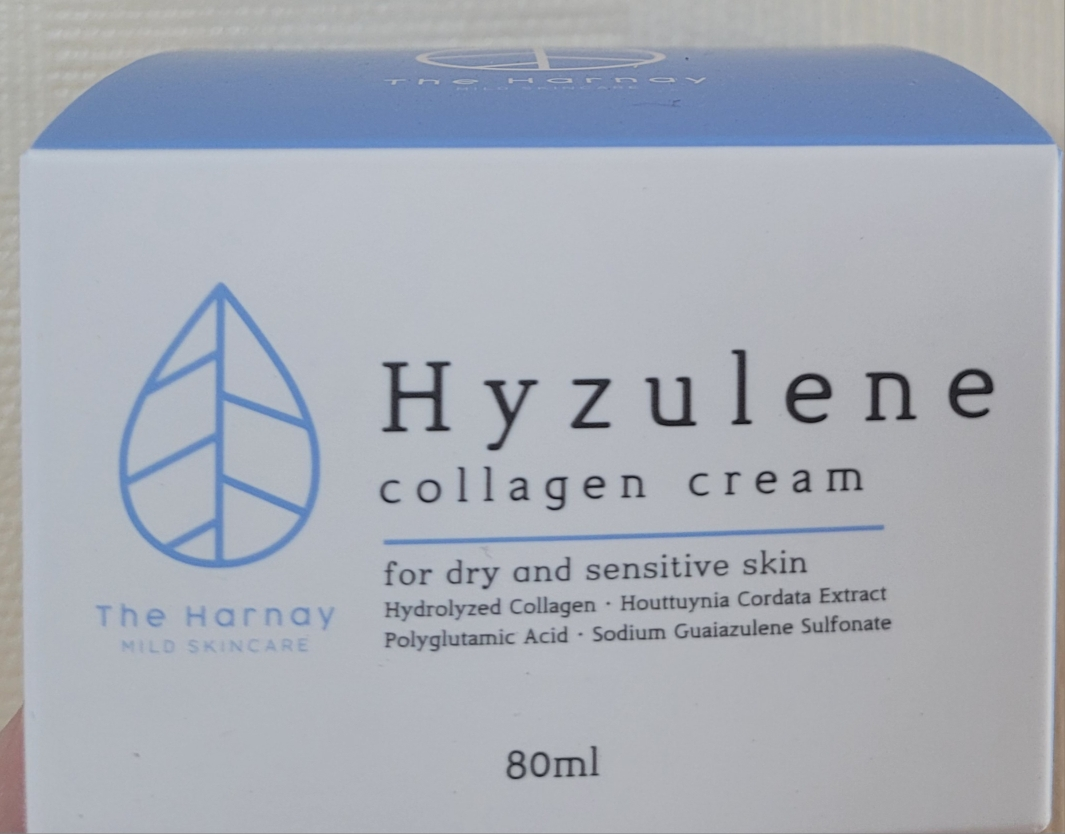 The Harnay
MILD SKINCARE
Hyzulene
collagen cream
for dry and sensitive skin
Hydrolyzed Collagen · Houttuynia Cordata Extract
Polyglutamic Acid · Sodium Guaiazulene Sulfonate
The Harnay
MILD SKINCARE
80ml